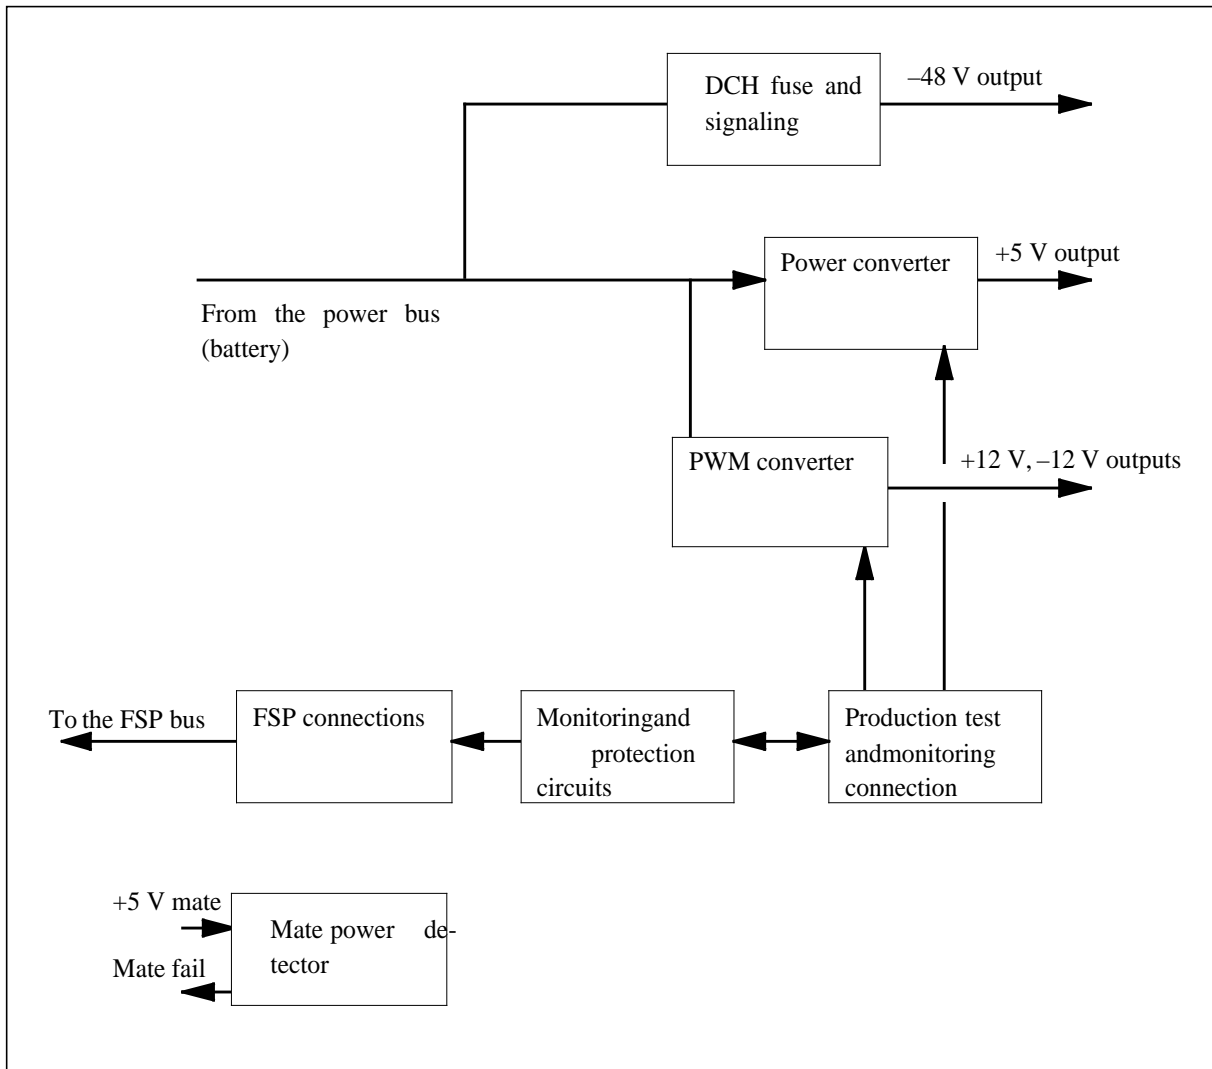 DCH fuse and
signaling
–48 V output
Power converter
+5 V output
From the power bus
(battery)
PWM converter
+12 V, –12 V outputs
To the FSP bus
FSP connections
Monitoringand
protection
circuits
Production test
andmonitoring
connection
+5 V mate
Mate fail
Mate power de-
tector